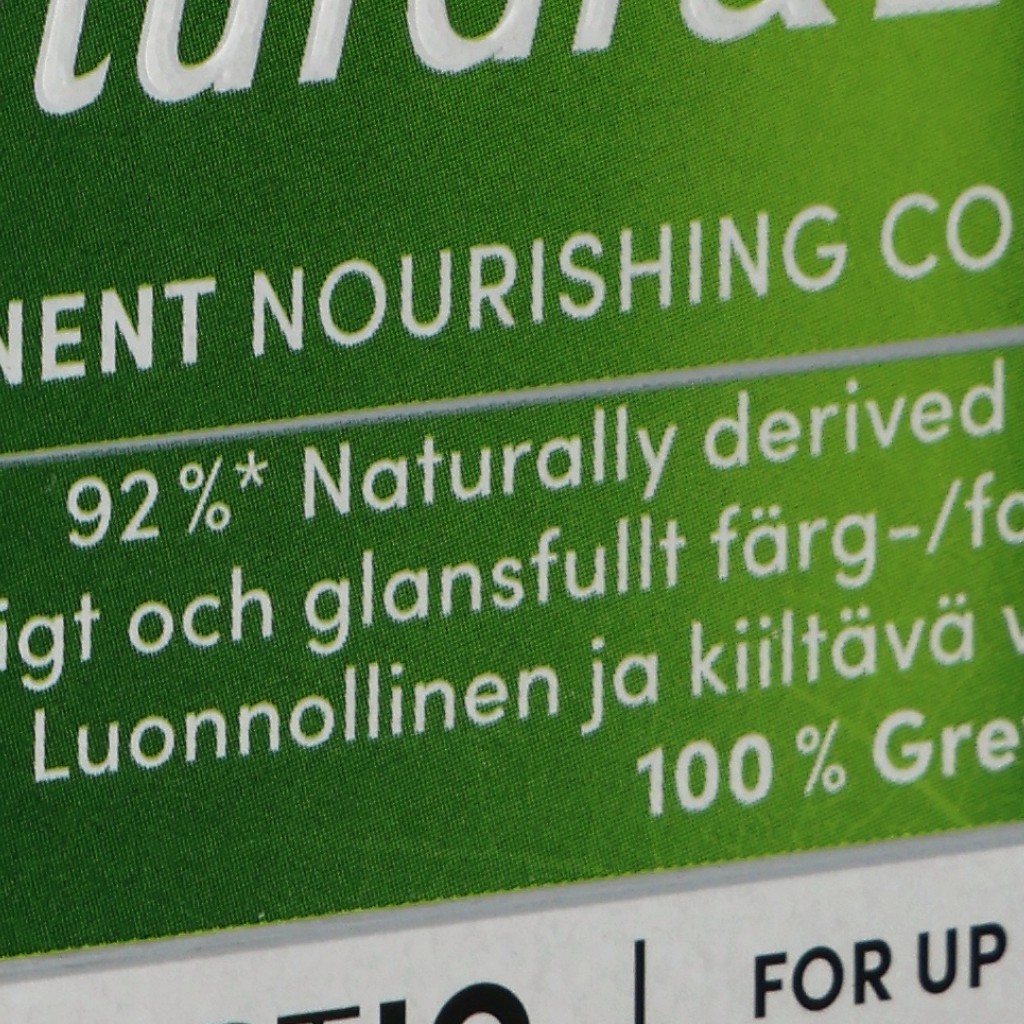 NENT NOURISHING CO
92%* Naturally derived
igt och glansfullt färg-/fo
Luonnollinen ja kiiltävä v
100 % Gre
FOR UP